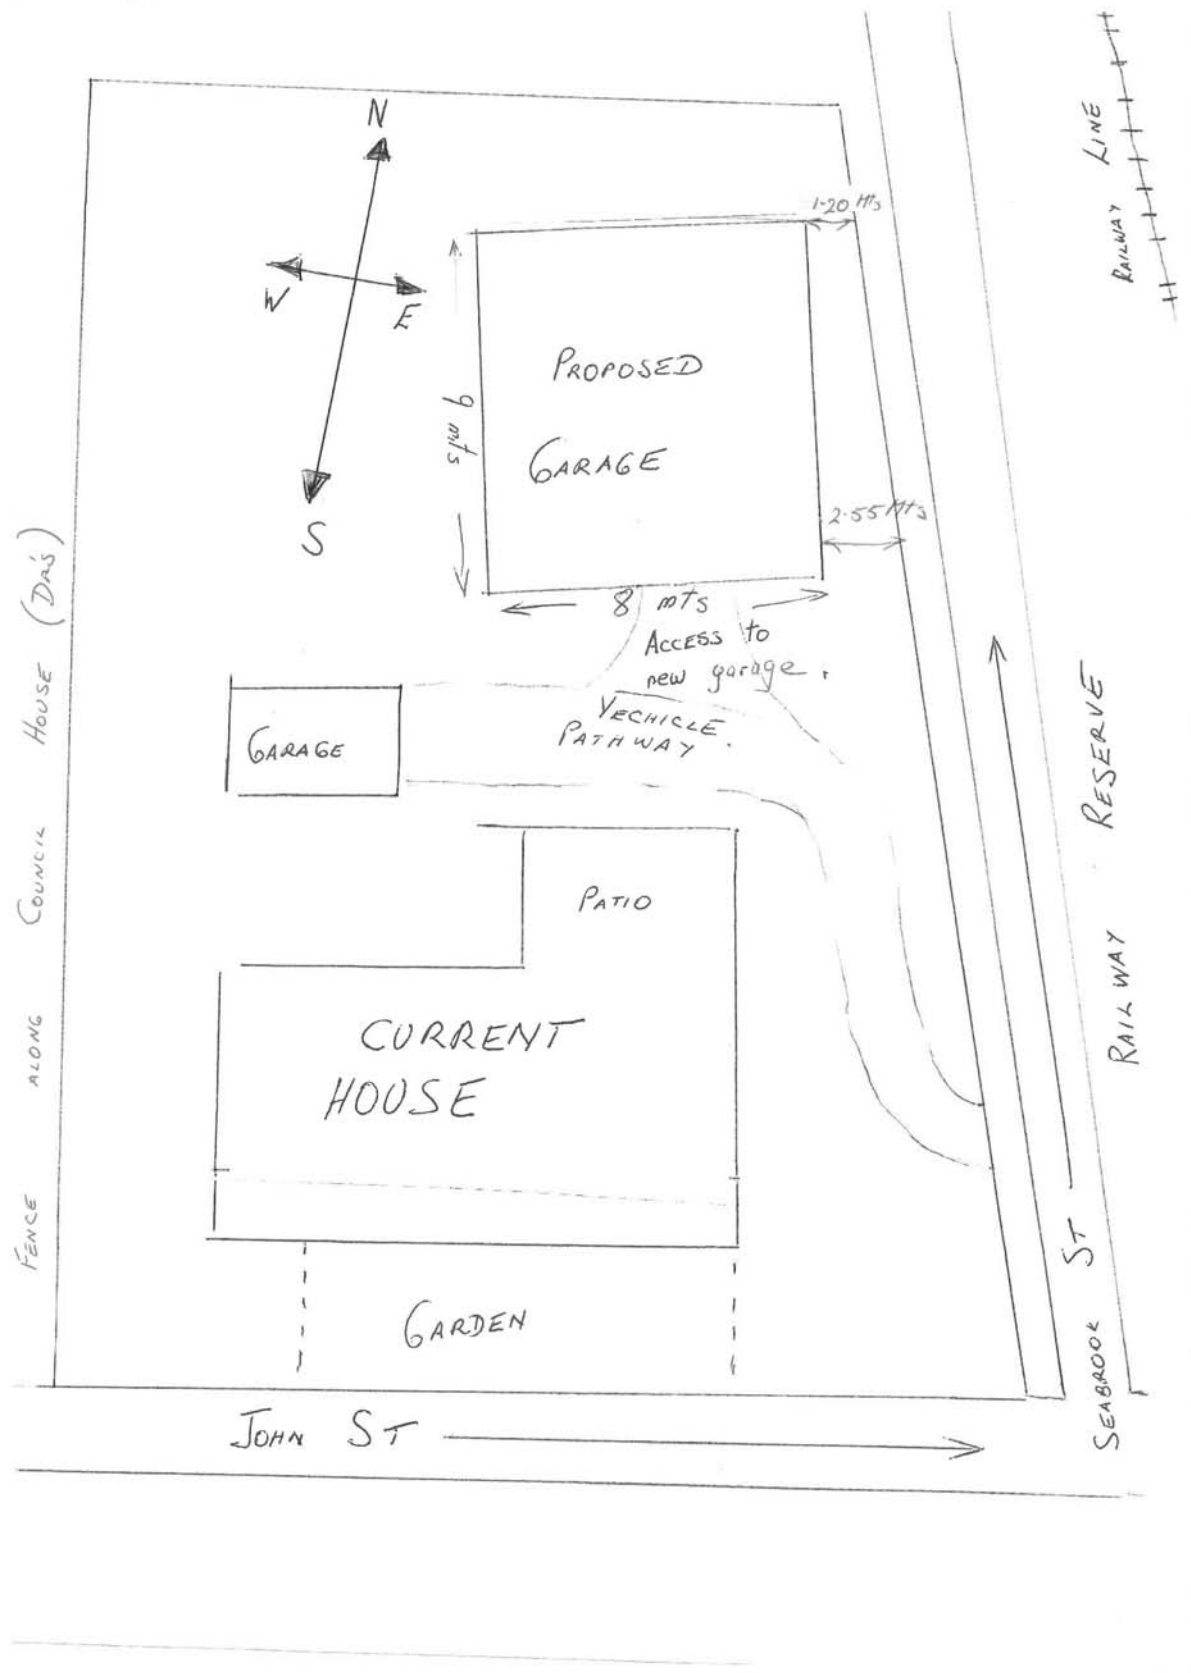 N
W
E
S
1.20 Mts
RAILWAY LINE
PROPOSED
GARAGE
9 mts
2.55 Mts
8 mts
ACCESS to
new garage.
VECHICLE
PATHWAY.
GARAGE
PATIO
CURRENT
HOUSE
GARDEN
FENCE ALONG COUNCIL HOUSE (DR'S)
JOHN ST
SEABROOK ST
RAILWAY RESERVE